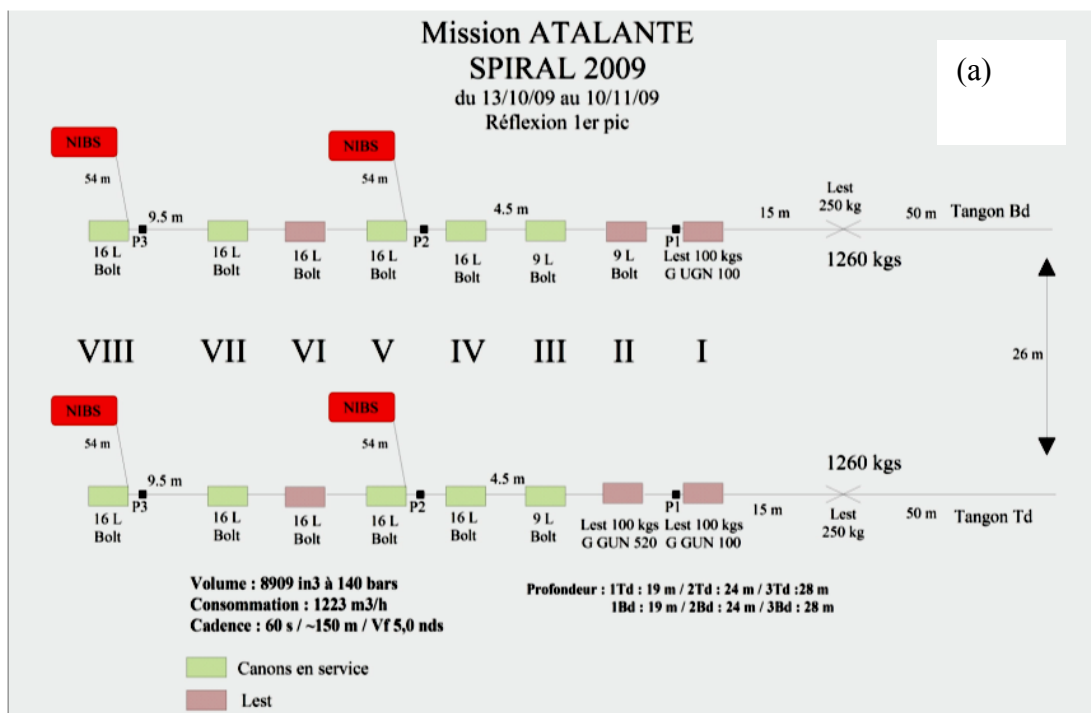 Mission ATALANTE
SPIRAL 2009
du 13/10/09 au 10/11/09
Réflexion 1er pic
(a)
NIBS
NIBS
54 m
54 m
9.5 m
4.5 m
15 m
Lest
250 kg
50 m
Tangon Bd
P3
P2
P1
16 L
Bolt
16 L
Bolt
16 L
Bolt
16 L
Bolt
16 L
Bolt
9 L
Bolt
9 L
Bolt
Lest 100 kgs
G UGN 100
1260 kgs
VIII
VII
VI
V
IV
III
II
I
26 m
NIBS
NIBS
54 m
54 m
9.5 m
4.5 m
1260 kgs
P3
P2
P1
15 m
Lest
250 kg
50 m
Tangon Td
16 L
Bolt
16 L
Bolt
16 L
Bolt
16 L
Bolt
16 L
Bolt
9 L
Bolt
Lest 100 kgs
G GUN 520
Lest 100 kgs
G GUN 100
Volume : 8909 in3 à 140 bars
Consommation : 1223 m3/h
Cadence : 60 s / ~150 m / Vf 5,0 nds
Profondeur : 1Td : 19 m / 2Td : 24 m / 3Td :28 m
1Bd : 19 m / 2Bd : 24 m / 3Bd : 28 m
Canons en service
Lest